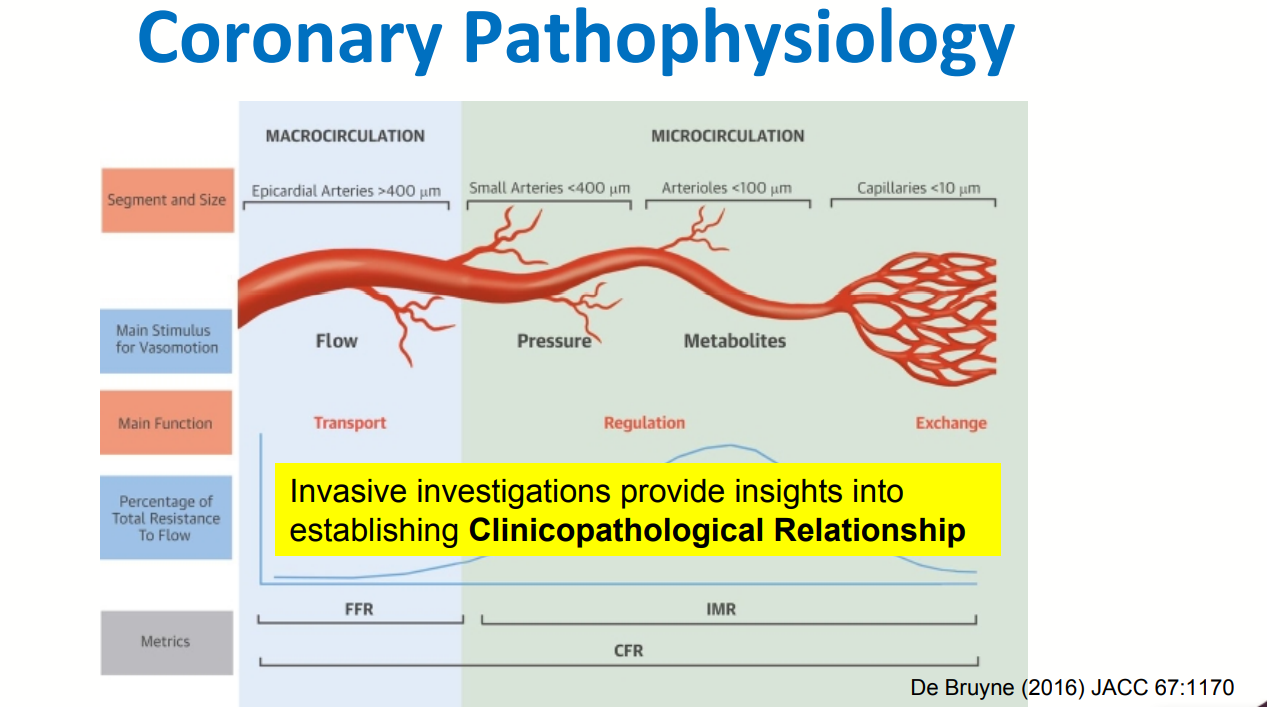 Coronary Pathophysiology
MACROCIRCULATION
MICROCIRCULATION
Segment and Size
Epicardial Arteries >400 μm
Small Arteries <400 μm
Arterioles <100 μm
Capillaries <10 μm
Main Stimulus
for Vasomotion
Flow
Pressure
Metabolites
Main Function
Transport
Regulation
Exchange
Percentage of
Total Resistance
To Flow
Invasive investigations provide insights into
establishing Clinicopathological Relationship
Metrics
FFR
IMR
CFR
De Bruyne (2016) JACC 67:1170